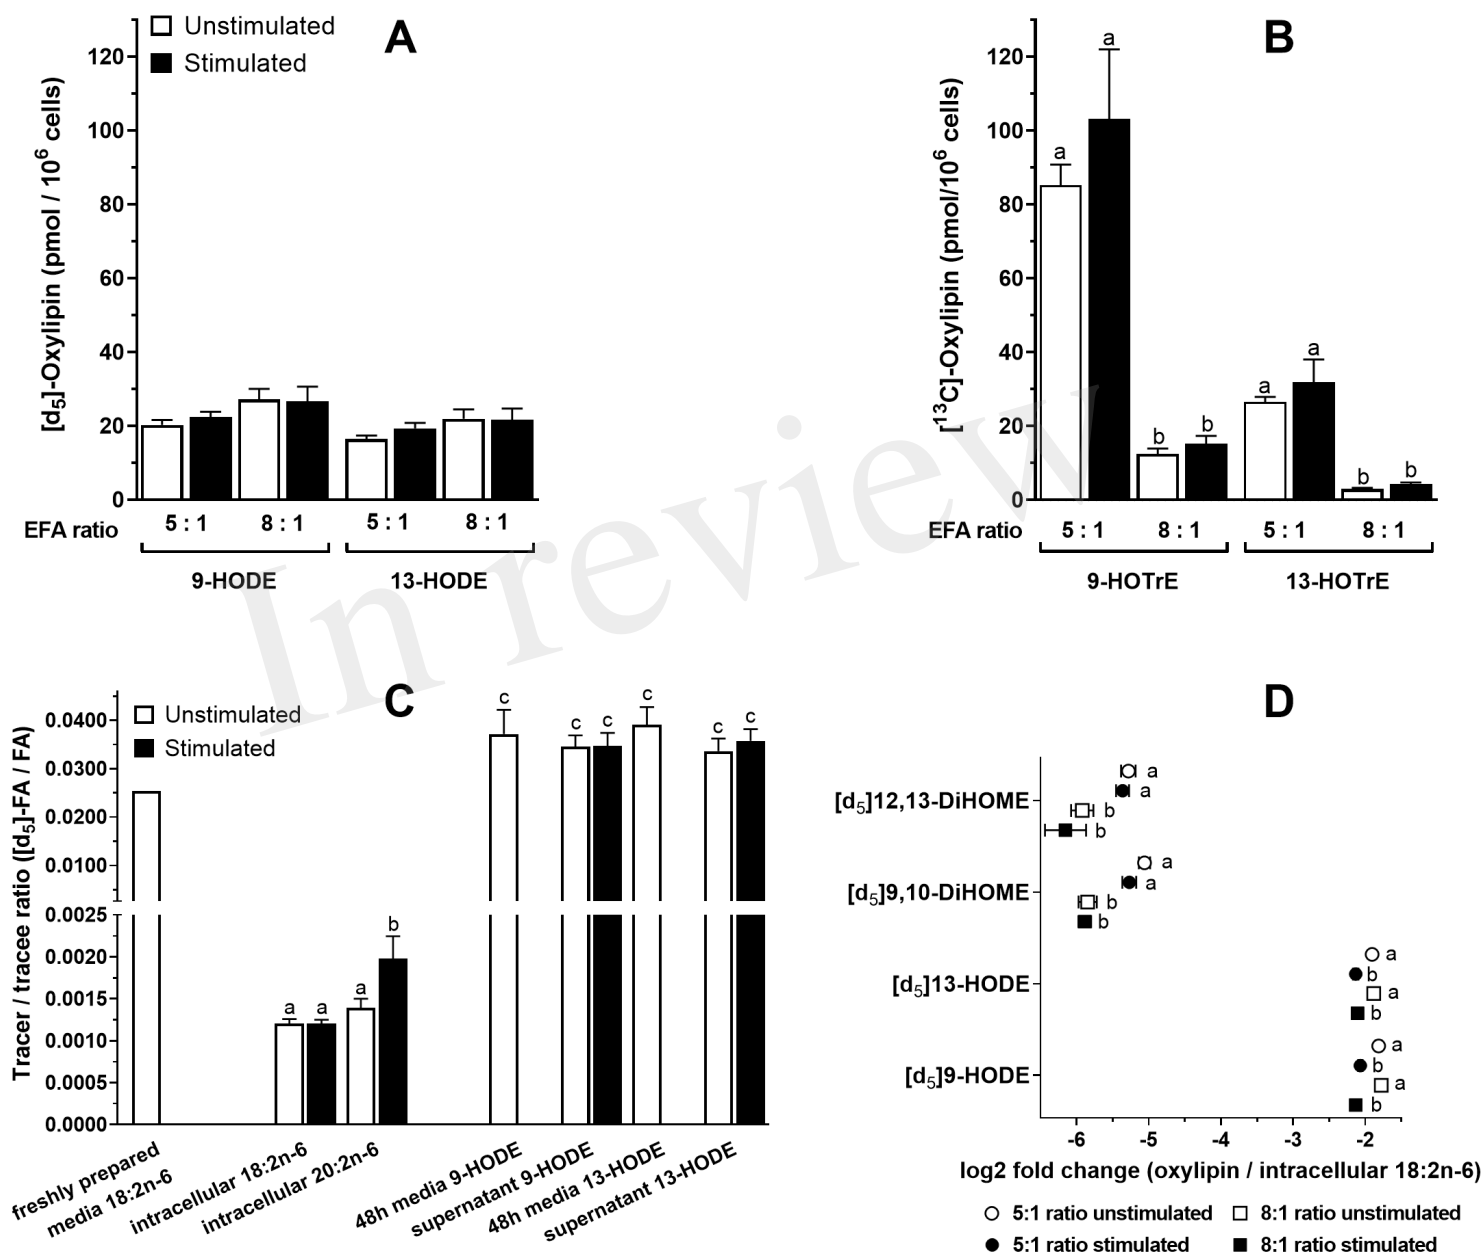 A
Unstimulated
Stimulated
[d5]-Oxylipin (pmol / 10^6 cells)
120
100
80
60
40
20
0
EFA ratio
5 : 1
8 : 1
5 : 1
8 : 1
9-HODE
13-HODE
B
[13C]-Oxylipin (pmol/10^6 cells)
120
100
80
60
40
20
0
a
a
b
b
a
a
b
b
EFA ratio
5 : 1
8 : 1
5 : 1
8 : 1
9-HOTrE
13-HOTrE
In review
C
Unstimulated
Stimulated
Tracer / tracee ratio ([d5]-FA / FA)
0.0400
0.0300
0.0200
0.0100
0.0025
0.0020
0.0015
0.0010
0.0005
0.0000
a
a
a
b
c
c
c
c
c
c
freshly prepared
media 18:2n-6
intracellular 18:2n-6
intracellular 20:2n-6
48h media 9-HODE
supernatant 9-HODE
48h media 13-HODE
supernatant 13-HODE
D
[d5]12,13-DiHOME
a
a
b
b
[d5]9,10-DiHOME
a
a
b
b
[d5]13-HODE
a
b
a
b
[d5]9-HODE
a
b
a
b
-6
-5
-4
-3
-2
log2 fold change (oxylipin / intracellular 18:2n-6)
5:1 ratio unstimulated
8:1 ratio unstimulated
5:1 ratio stimulated
8:1 ratio stimulated